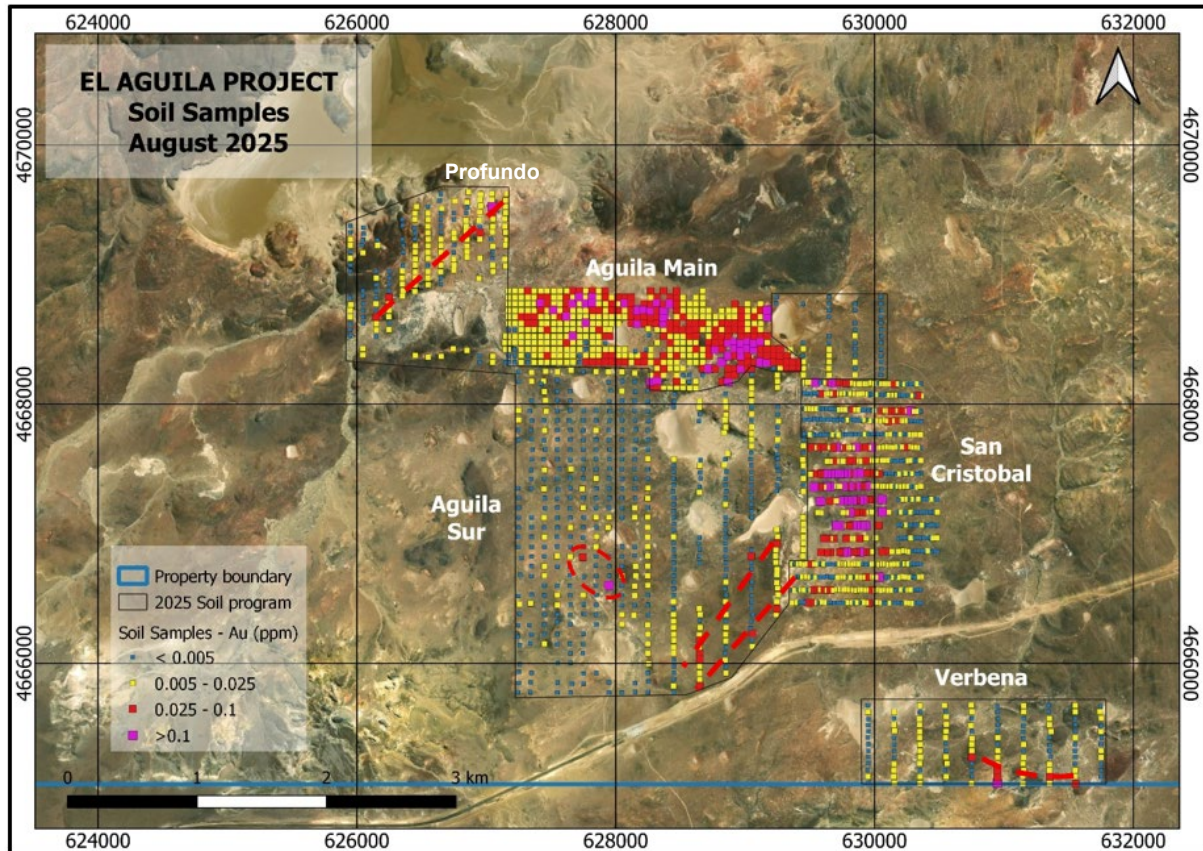 624000 626000 628000 630000 632000
EL AGUILA PROJECT
Soil Samples
August 2025
4670000
4670000
Profundo
Aguila Main
4668000
4668000
San
Cristobal
Aguila
Sur
Property boundary
2025 Soil program
Soil Samples - Au (ppm)
< 0.005
0.005 - 0.025
0.025 - 0.1
>0.1
4666000
4666000
Verbena
0 1 2 3 km
624000 626000 628000 630000 632000